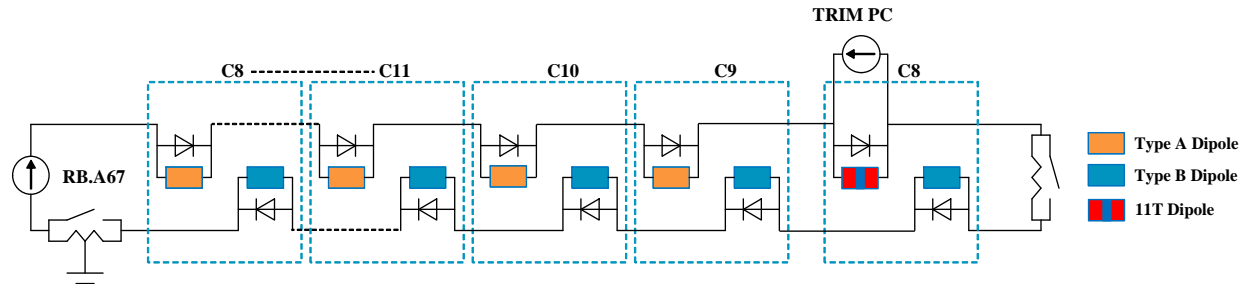 TRIM PC
C8
C11
C10
C9
C8
RB.A67
Type A Dipole
Type B Dipole
11T Dipole